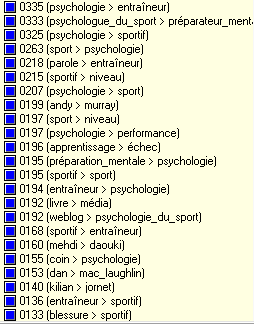 0335 (psychologie > entraîneur)
0333 (psychologue_du_sport > préparateur_menta
0325 (psychologie > sportif)
0263 (sport > psychologie)
0218 (parole > entraîneur)
0215 (sportif > niveau)
0207 (psychologie > sport)
0199 (andy > murray)
0197 (sport > niveau)
0197 (psychologie > performance)
0196 (apprentissage > échec)
0195 (préparation_mentale > psychologie)
0195 (sportif > sport)
0194 (entraîneur > psychologie)
0192 (livre > média)
0192 (weblog > psychologie_du_sport)
0168 (sportif > entraîneur)
0160 (mehdi > daouki)
0155 (coin > psychologie)
0153 (dan > mac_laughlin)
0140 (kilian > jornet)
0136 (entraîneur > sportif)
0133 (blessure > sportif)